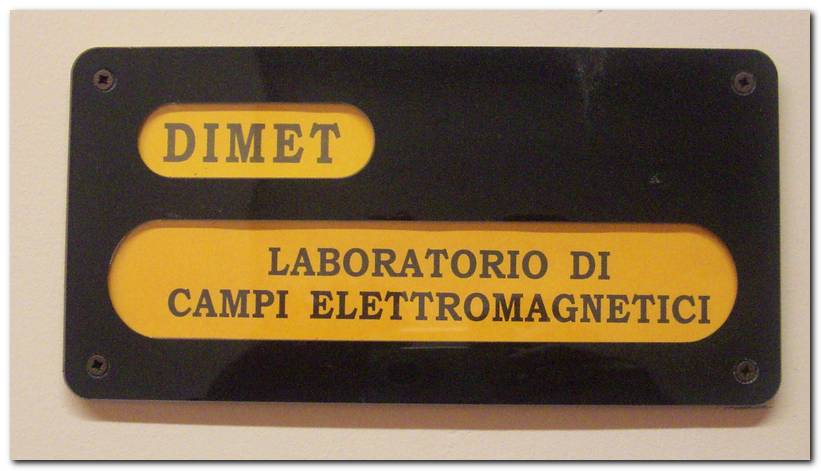 DIMET
LABORATORIO DI
CAMPI ELETTROMAGNETICI